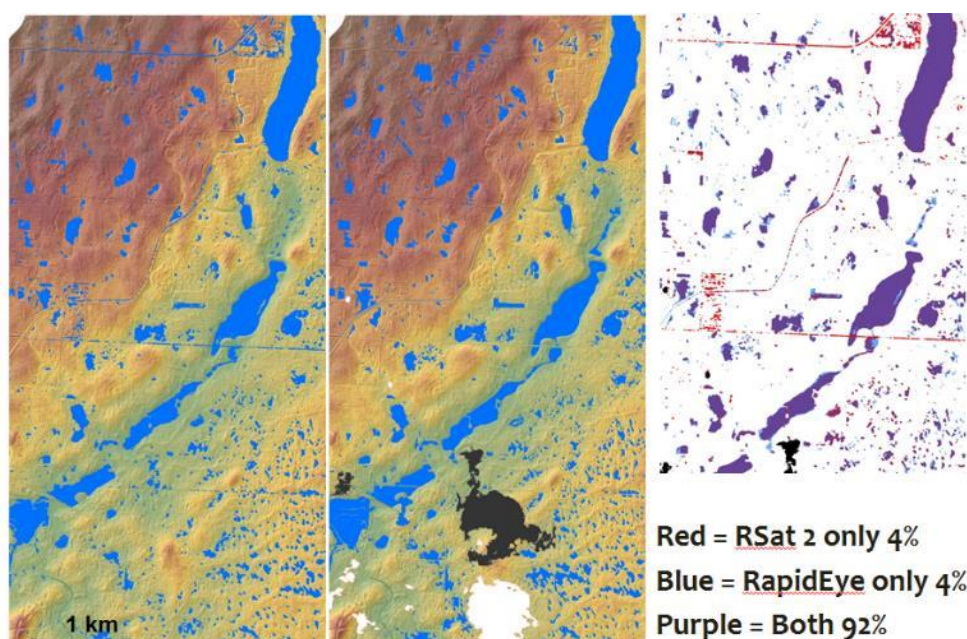 1 km
Red = RSat 2 only 4%
Blue = RapidEye only 4%
Purple = Both 92%